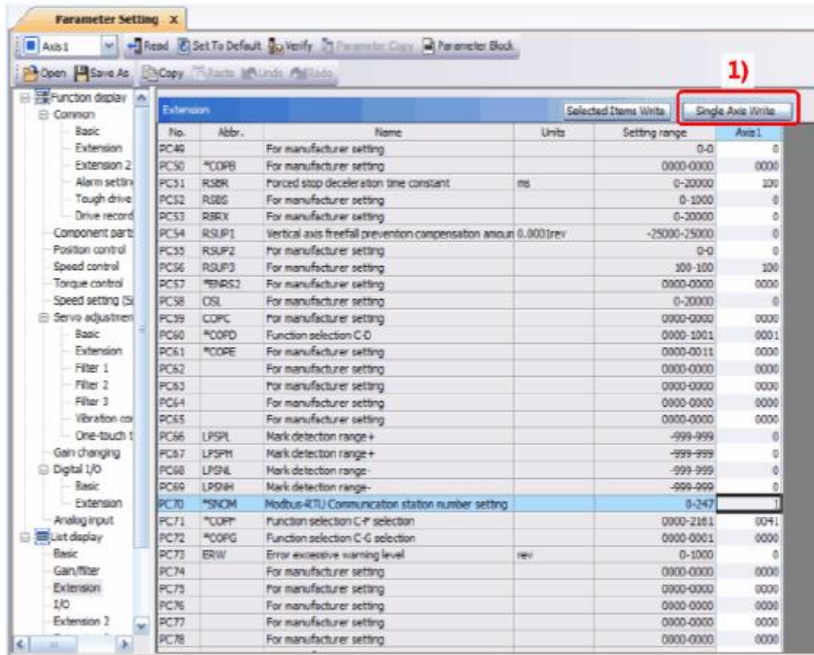 Parameter Setting X
Axis1 Read Set To Default Verify Parameter Copy Parameter Block
Open Save As Copy Paste Undo Redo
1)
Function display
Common
Basic
Extension
Extension 2
Alarm settin
Tough drive
Drive record
Component parts
Position control
Speed control
Torque control
Speed setting (S
Servo adjustmen
Basic
Extension
Filter 1
Filter 2
Filter 3
Vibration con
One-touch t
Gain changing
Digital I/O
Basic
Extension
Analog input
List display
Basic
Gain/filter
Extension
I/O
Extension 2
Extension Selected Items Write Single Axis Write
No. Abbr. Name Units Setting range Axis1
PC49 For manufacturer setting 0-0 0
PC50 *COPB For manufacturer setting 0000-0000 0000
PC51 RSBR Forced stop deceleration time constant ms 0-20000 100
PC52 RSBS For manufacturer setting 0-1000 0
PC53 RBRX For manufacturer setting 0-20000 0
PC54 RSUP1 Vertical axis freefall prevention compensation amoun 0.0001rev -25000-25000 0
PC55 RSUP2 For manufacturer setting 0-0 0
PC56 RSUP3 For manufacturer setting 100-100 100
PC57 *ENRS2 For manufacturer setting 0000-0000 0000
PC58 OSL For manufacturer setting 0-20000 0
PC59 COPC For manufacturer setting 0000-0000 0000
PC60 *COPD Function selection C-D 0000-1001 0001
PC61 *COPE For manufacturer setting 0000-0011 0000
PC62 For manufacturer setting 0000-0000 0000
PC63 For manufacturer setting 0000-0000 0000
PC64 For manufacturer setting 0000-0000 0000
PC65 For manufacturer setting 0000-0000 0000
PC66 LPSPL Mark detection range+ -999-999 0
PC67 LPSPH Mark detection range+ -999-999 0
PC68 LPSNL Mark detection range- -999-999 0
PC69 LPSNH Mark detection range- -999-999 0
PC70 *SNOM Modbus-RTU Communication station number setting 0-247 1
PC71 *COPF Function selection C-F selection 0000-2161 0041
PC72 *COPG Function selection C-G selection 0000-0001 0000
PC73 ERW Error excessive warning level rev 0-1000 0
PC74 For manufacturer setting 0000-0000 0000
PC75 For manufacturer setting 0000-0000 0000
PC76 For manufacturer setting 0000-0000 0000
PC77 For manufacturer setting 0000-0000 0000
PC78 For manufacturer setting 0000-0000 0000